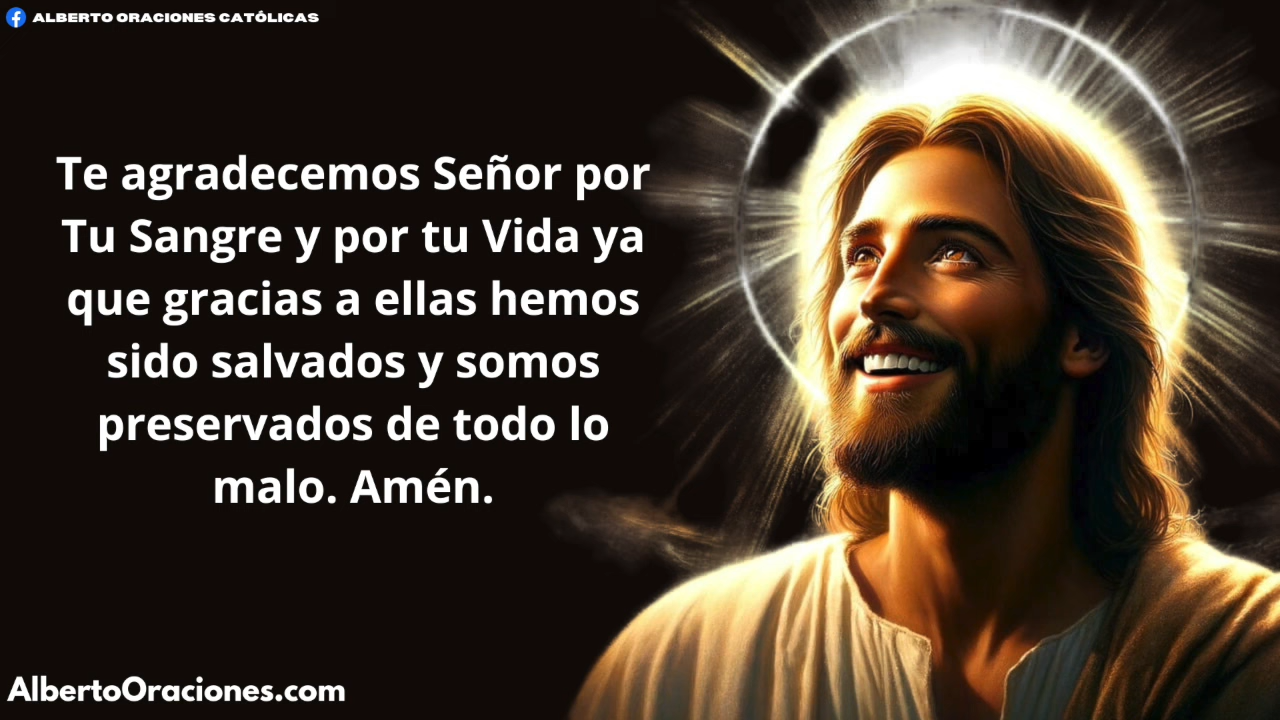 ALBERTO ORACIONES CATÓLICAS
Te agradecemos Señor por
Tu Sangre y por tu Vida ya
que gracias a ellas hemos
sido salvados y somos
preservados de todo lo
malo. Amén.
AlbertoOraciones.com